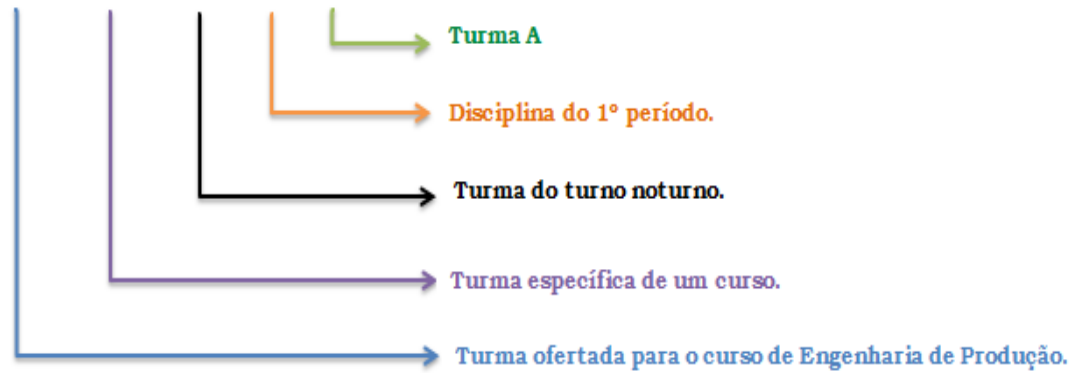 Turma A
Disciplina do 1º período.
Turma do turno noturno.
Turma específica de um curso.
Turma ofertada para o curso de Engenharia de Produção.